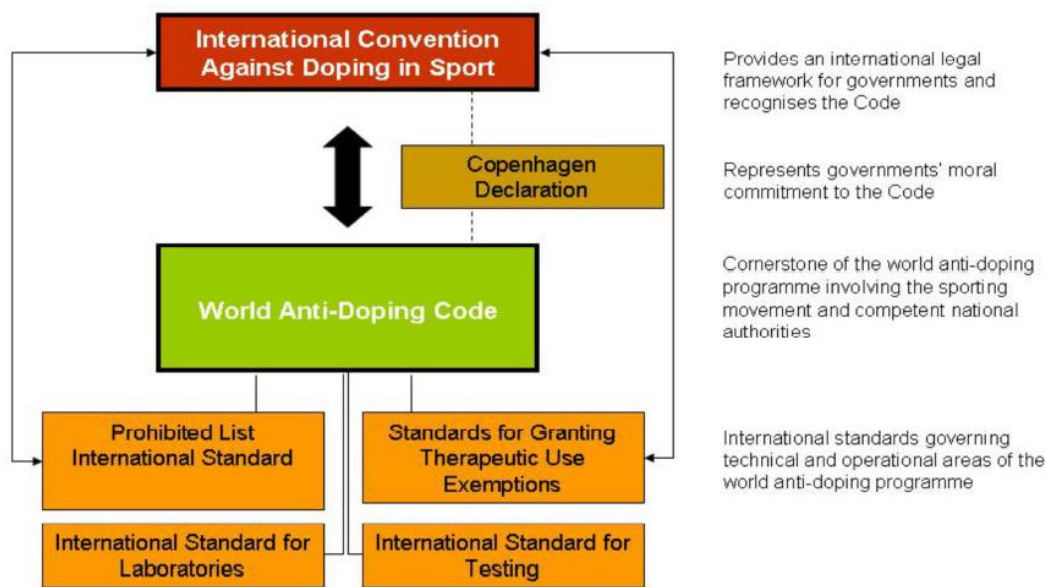 International Convention
Against Doping in Sport
Provides an international legal
framework for governments and
recognises the Code
Copenhagen
Declaration
Represents governments' moral
commitment to the Code
World Anti-Doping Code
Cornerstone of the world anti-doping
programme involving the sporting
movement and competent national
authorities
Prohibited List
International Standard
Standards for Granting
Therapeutic Use
Exemptions
International standards governing
technical and operational areas of the
world anti-doping programme
International Standard for
Laboratories
International Standard for
Testing